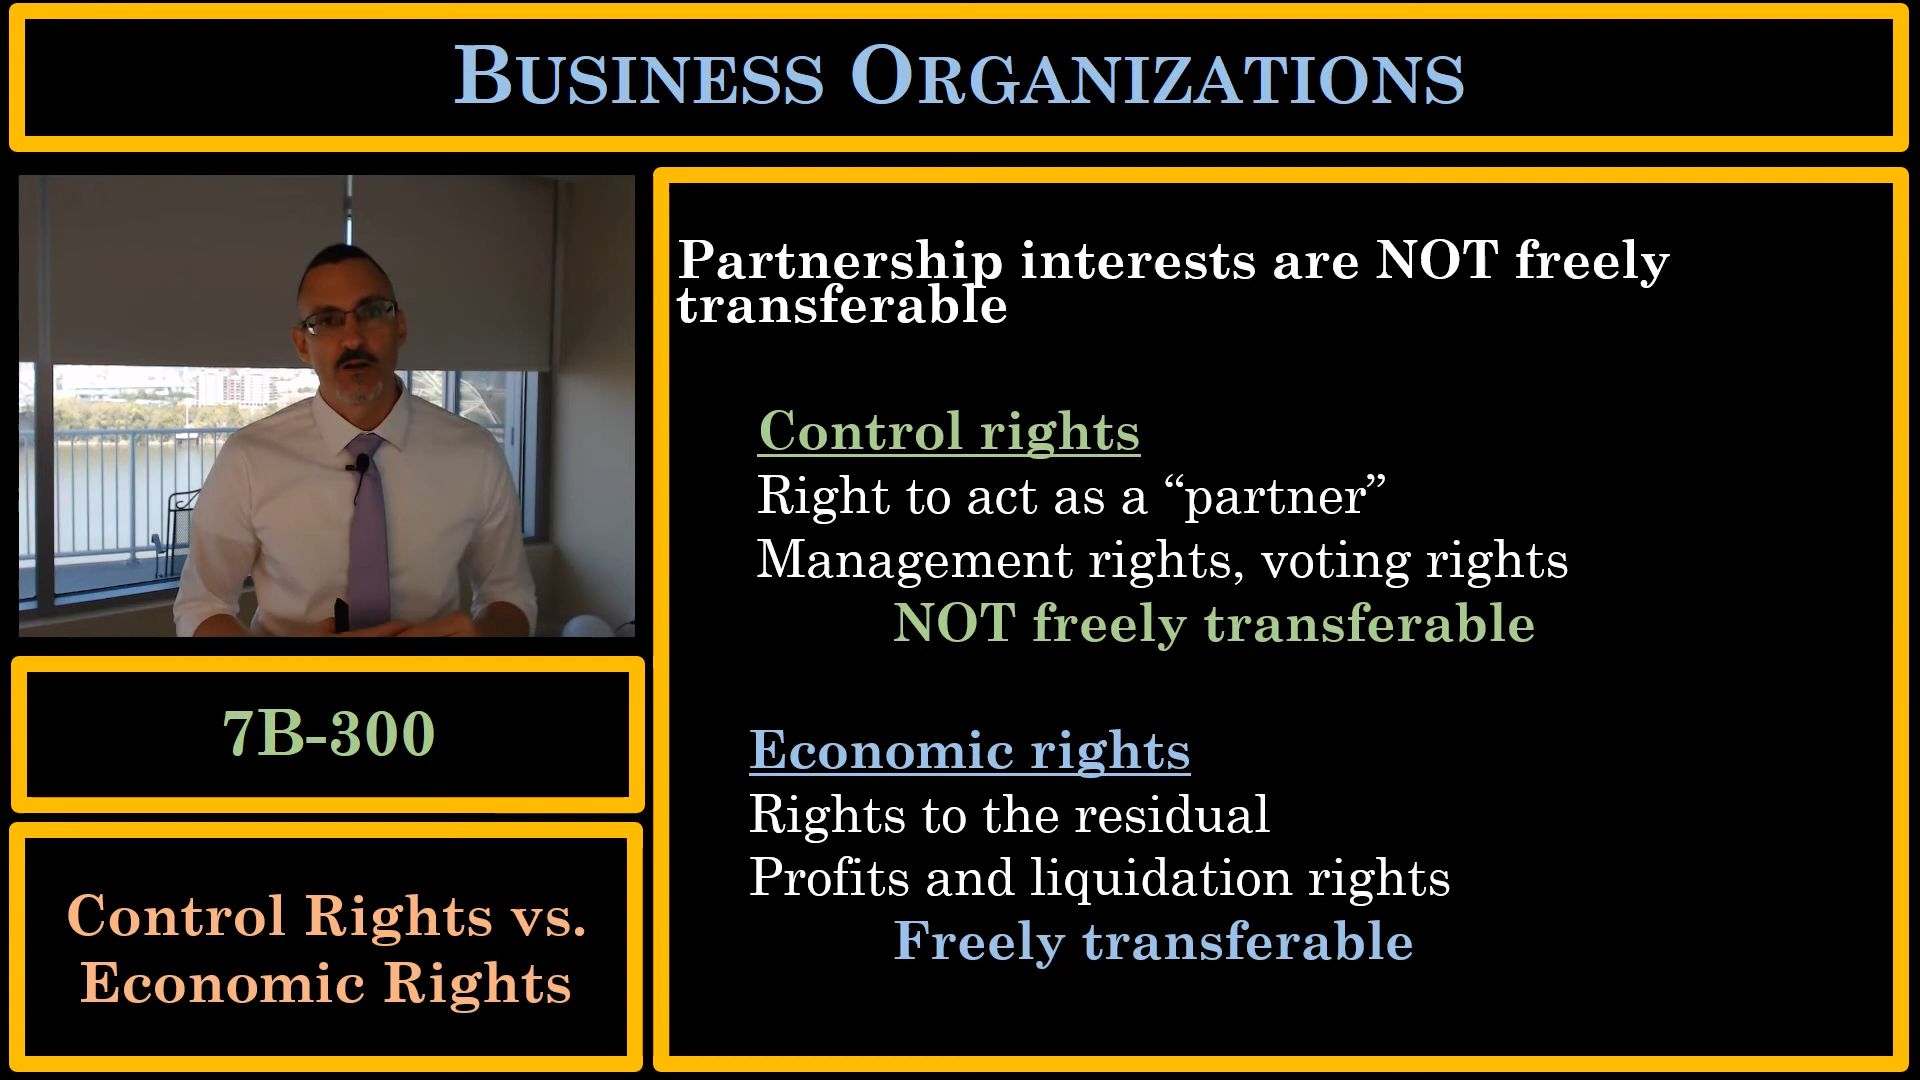 BUSINESS ORGANIZATIONS
Partnership interests are NOT freely
transferable
Control rights
Right to act as a “partner”
Management rights, voting rights
NOT freely transferable
Economic rights
Rights to the residual
Profits and liquidation rights
Freely transferable
7B-300
Control Rights vs.
Economic Rights